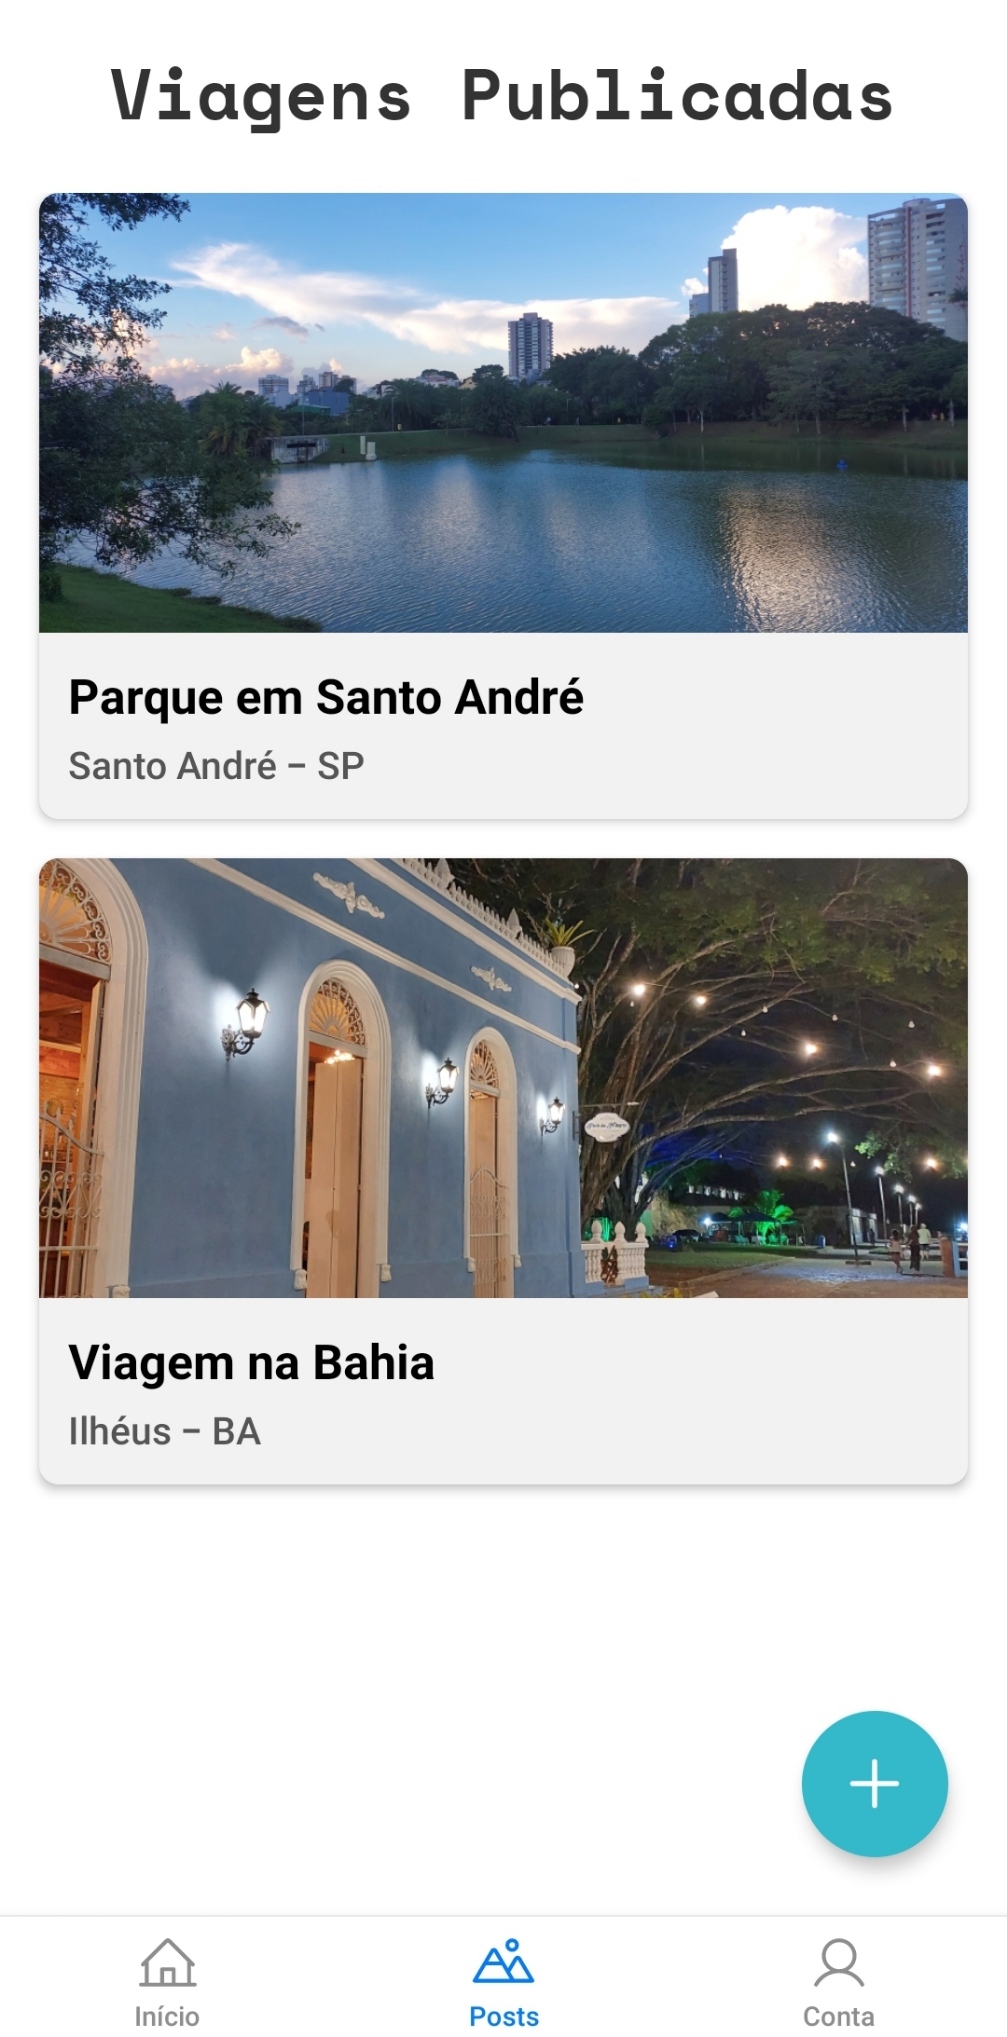 Viagens Publicadas
Parque em Santo André
Santo André – SP
Viagem na Bahia
Ilhéus – BA
Início
Posts
Conta